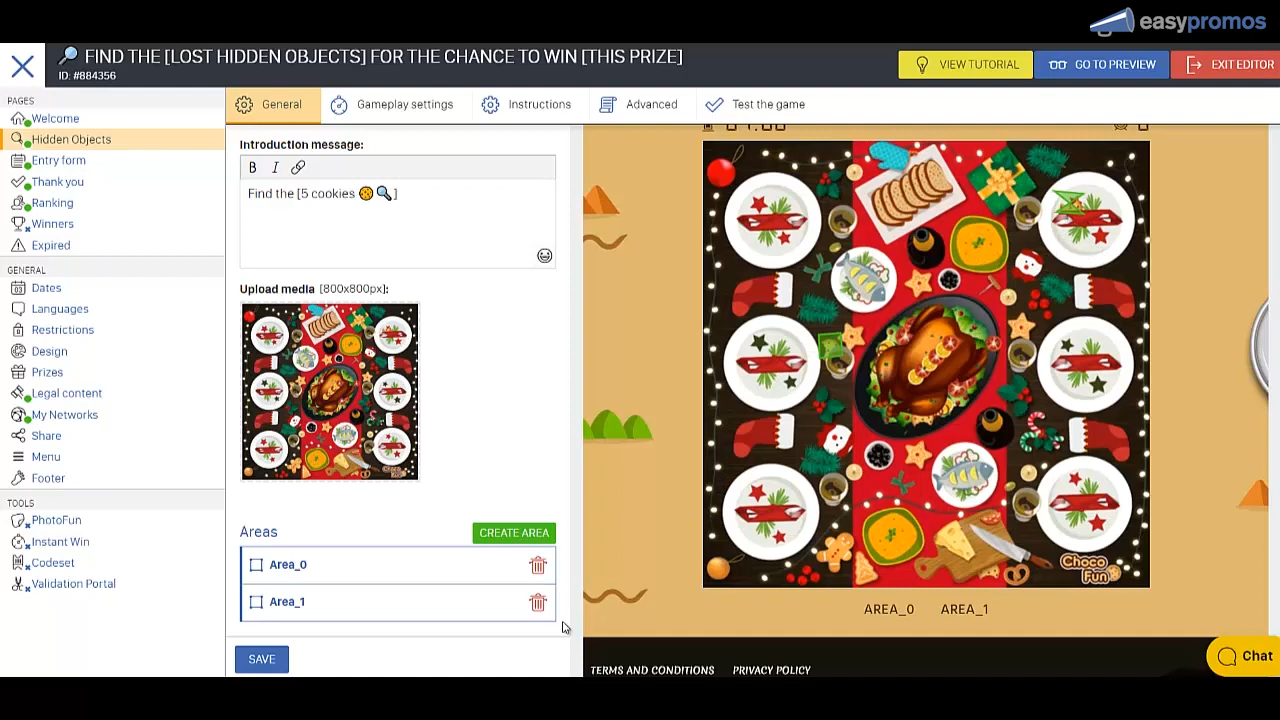 easypromos
🔎 FIND THE [LOST HIDDEN OBJECTS] FOR THE CHANCE TO WIN [THIS PRIZE]
ID: #884356
VIEW TUTORIAL
GO TO PREVIEW
EXIT EDITOR
PAGES
Welcome
Hidden Objects
Entry form
Thank you
Ranking
Winners
Expired
GENERAL
Dates
Languages
Restrictions
Design
Prizes
Legal content
My Networks
Share
Menu
Footer
TOOLS
PhotoFun
Instant Win
Codeset
Validation Portal
General
Gameplay settings
Instructions
Advanced
Test the game
Introduction message:
B I
Find the [5 cookies 🍪 🔍]
Upload media [800x800px]:
Areas
CREATE AREA
Area_0
Area_1
SAVE
Choco
Fun
AREA_0 AREA_1
TERMS AND CONDITIONS PRIVACY POLICY
Chat